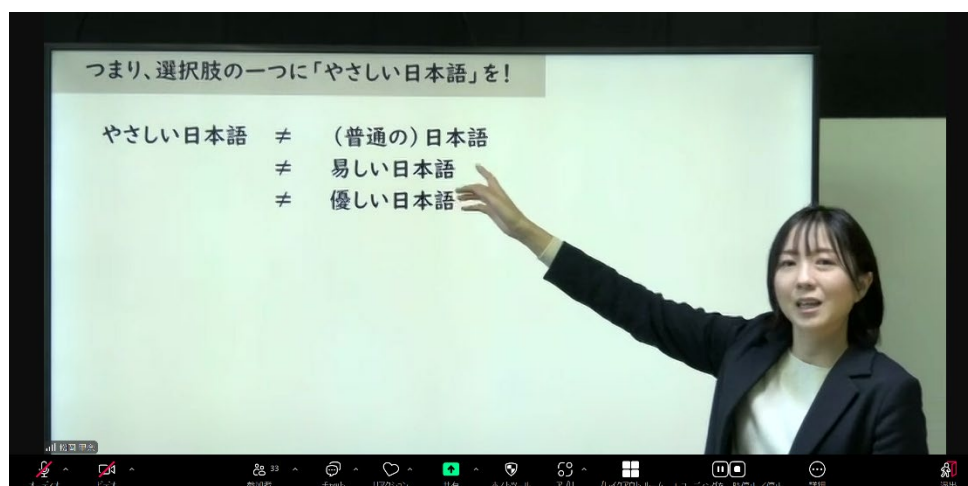 つまり、選択肢の一つに「やさしい日本語」を!
やさしい日本語 ≠ (普通の)日本語
≠ 易しい日本語
≠ 優しい日本語
33